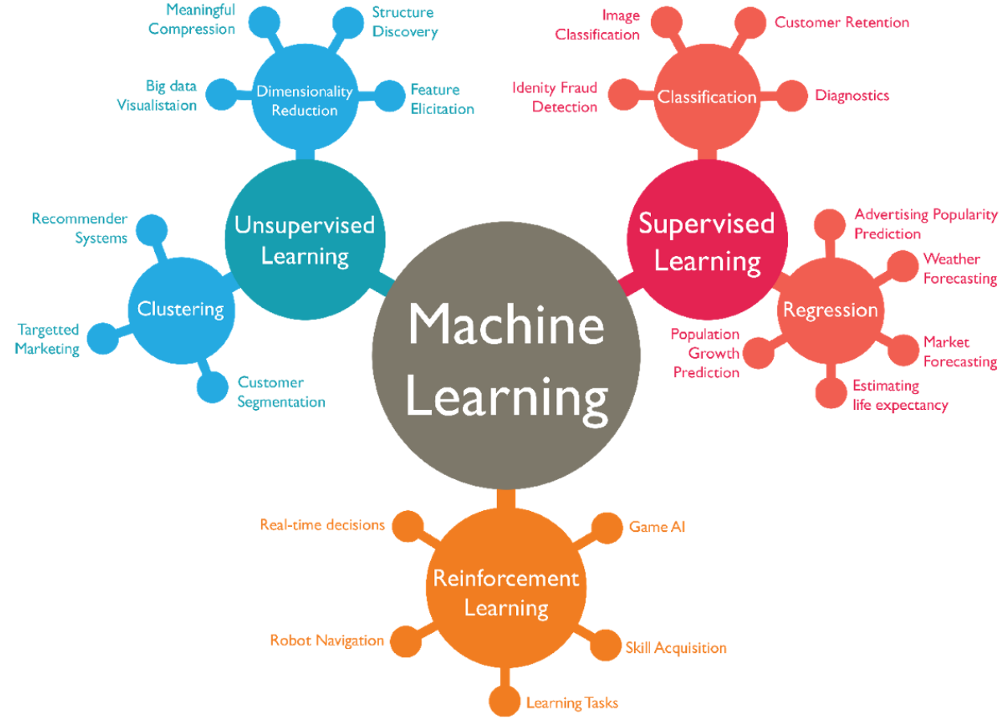 Meaningful
Compression
Structure
Discovery
Big data
Visualistaion
Dimensionality
Reduction
Feature
Elicitation
Unsupervised
Learning
Recommender
Systems
Clustering
Targetted
Marketing
Customer
Segmentation
Image
Classification
Customer Retention
Idenity Fraud
Detection
Classification
Diagnostics
Supervised
Learning
Advertising Popularity
Prediction
Weather
Forecasting
Regression
Population
Growth
Prediction
Market
Forecasting
Estimating
life expectancy
Machine
Learning
Real-time decisions
Game AI
Reinforcement
Learning
Robot Navigation
Skill Acquisition
Learning Tasks